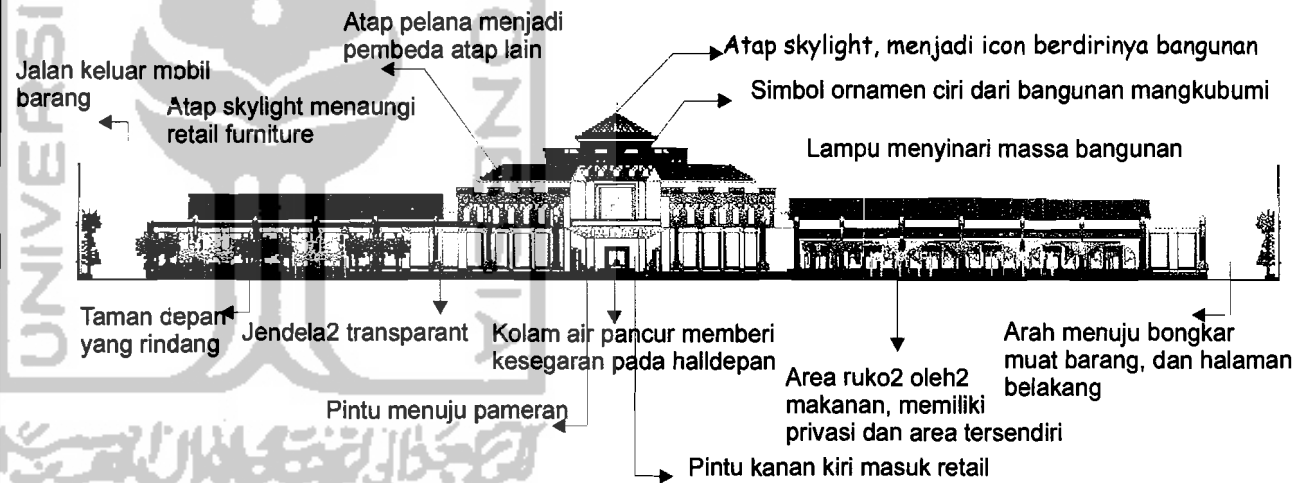 Atap pelana menjadi
pembeda atap lain
Atap skylight, menjadi icon berdirinya bangunan
Jalan keluar mobil
barang
Atap skylight menaungi
retail furniture
Simbol ornamen ciri dari bangunan mangkubumi
Lampu menyinari massa bangunan
Taman depan
yang rindang
Jendela2 transparant
Kolam air pancur memberi
kesegaran pada halldepan
Arah menuju bongkar
muat barang, dan halaman
belakang
Area ruko2 oleh2
makanan, memiliki
privasi dan area tersendiri
Pintu menuju pameran
Pintu kanan kiri masuk retail
UNIVERSI